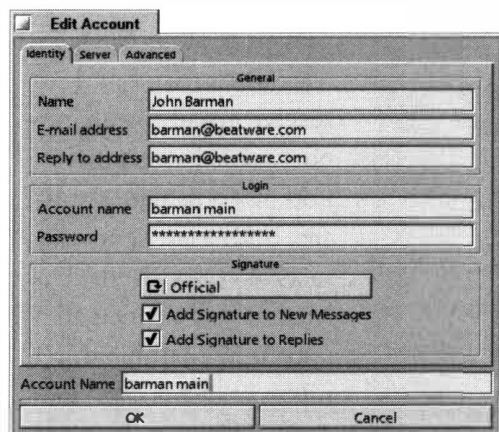 Edit Account
Identity Server Advanced
General
Name John Barman
E-mail address barman@beatware.com
Reply to address barman@beatware.com
Login
Account name barman main
Password *****************
Signature
Official
Add Signature to New Messages
Add Signature to Replies
Account Name barman main
OK Cancel